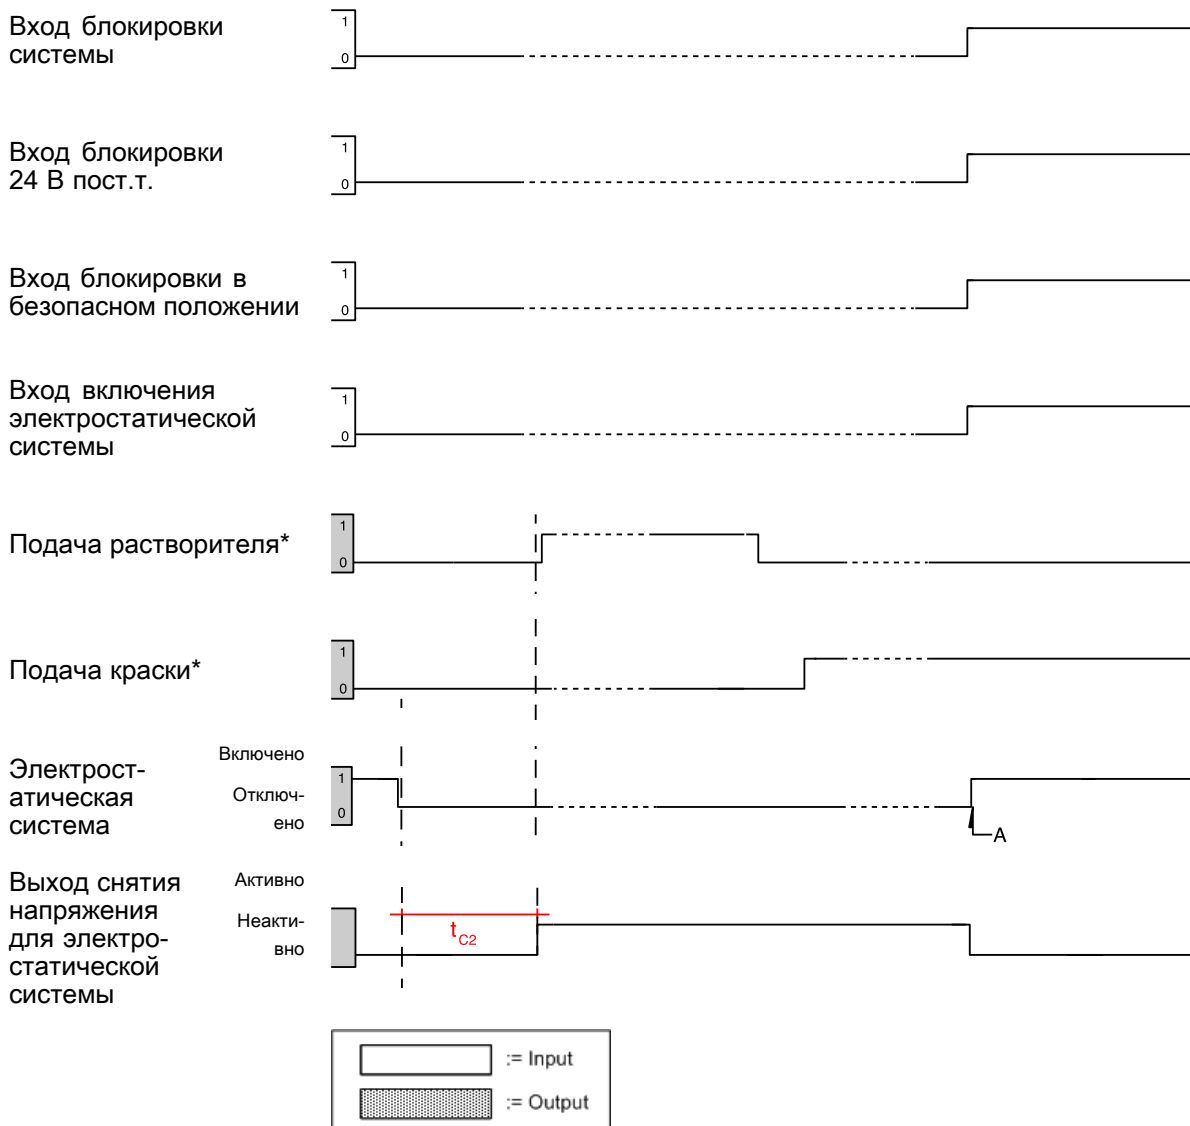 Вход блокировки
системы
1
0
Вход блокировки
24 В пост.т.
1
0
Вход блокировки в
безопасном положении
1
0
Вход включения
электростатической
системы
1
0
Подача растворителя*
1
0
Подача краски*
1
0
Электрост-
атическая
система
Включено
Отключ-
ено
1
0
A
Выход снятия
напряжения
для электро-
статической
системы
Активно
Неакти-
вно
tC2
:= Input
:= Output